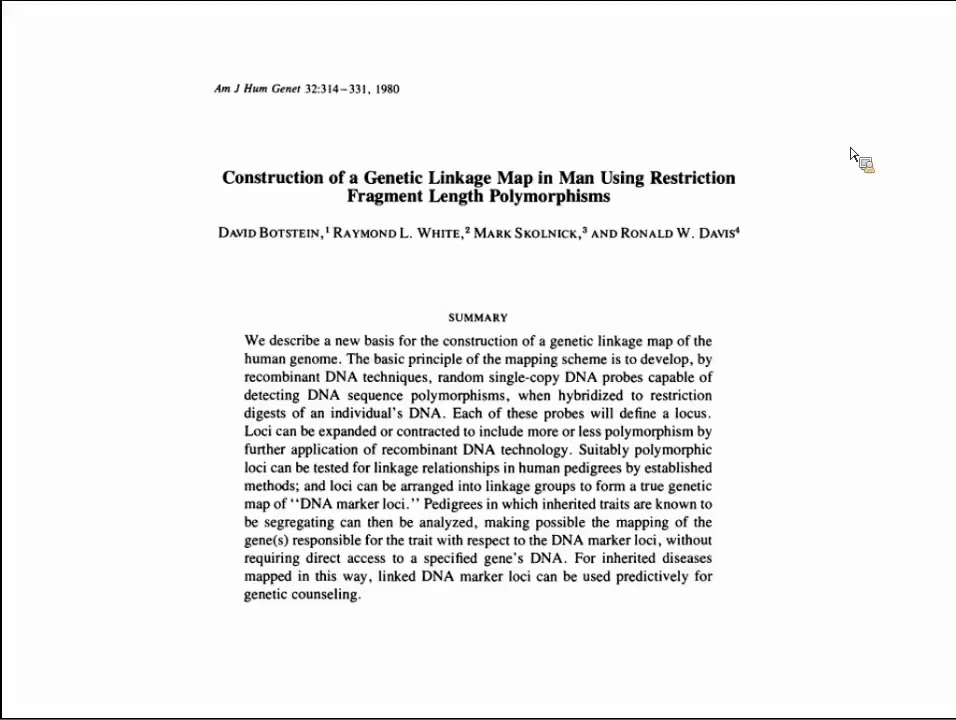 Am J Hum Genet 32:314–331, 1980
Construction of a Genetic Linkage Map in Man Using Restriction
Fragment Length Polymorphisms
DAVID BOTSTEIN,¹ RAYMOND L. WHITE,² MARK SKOLNICK,³ AND RONALD W. DAVIS⁴
SUMMARY
We describe a new basis for the construction of a genetic linkage map of the
human genome. The basic principle of the mapping scheme is to develop, by
recombinant DNA techniques, random single-copy DNA probes capable of
detecting DNA sequence polymorphisms, when hybridized to restriction
digests of an individual's DNA. Each of these probes will define a locus.
Loci can be expanded or contracted to include more or less polymorphism by
further application of recombinant DNA technology. Suitably polymorphic
loci can be tested for linkage relationships in human pedigrees by established
methods; and loci can be arranged into linkage groups to form a true genetic
map of "DNA marker loci." Pedigrees in which inherited traits are known to
be segregating can then be analyzed, making possible the mapping of the
gene(s) responsible for the trait with respect to the DNA marker loci, without
requiring direct access to a specified gene's DNA. For inherited diseases
mapped in this way, linked DNA marker loci can be used predictively for
genetic counseling.